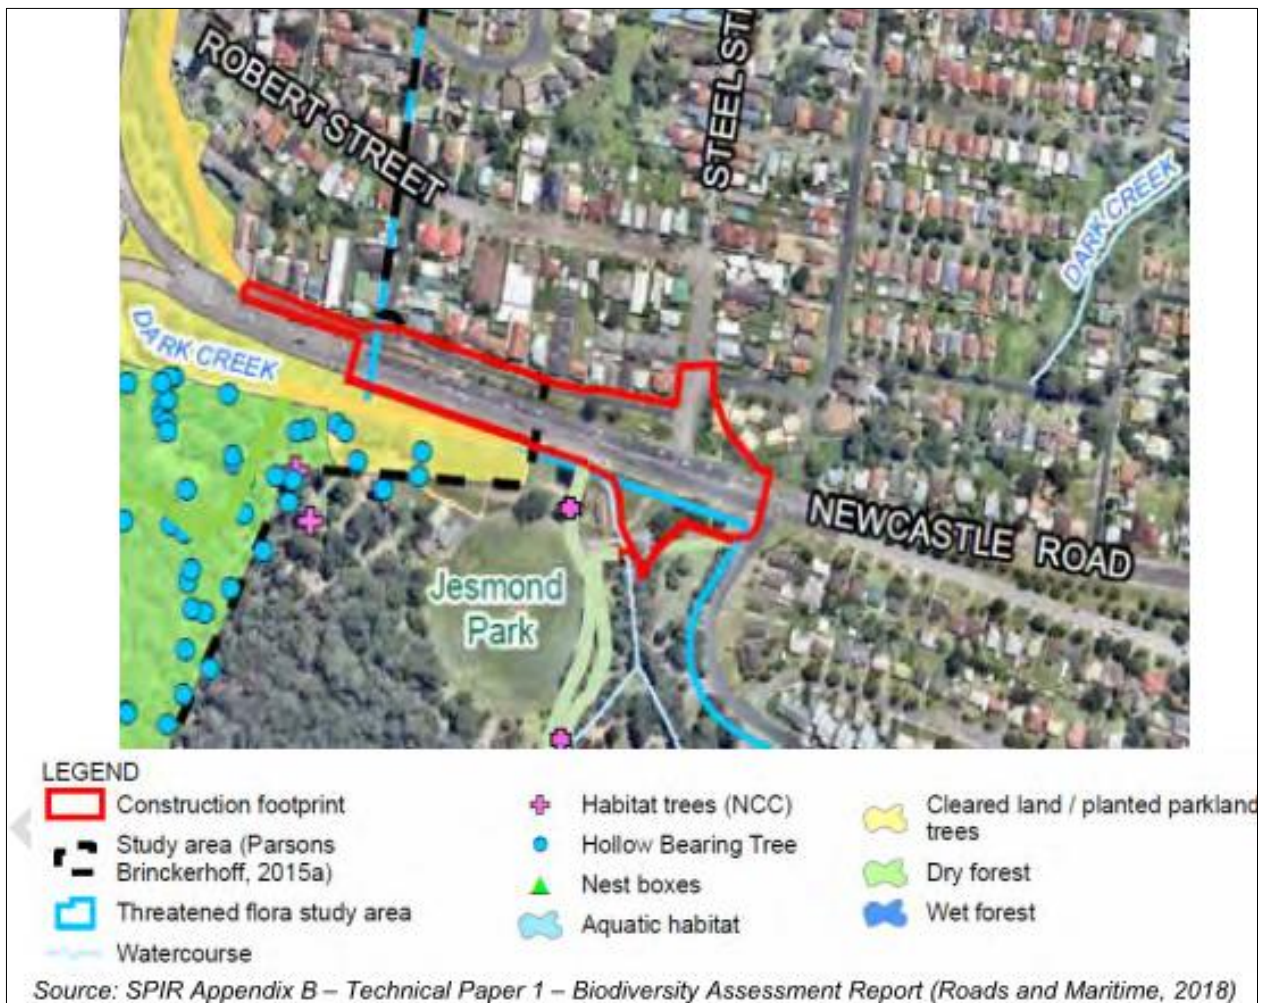 ROBERT STREET
STEEL ST
DARK CREEK
DARK CREEK
NEWCASTLE ROAD
Jesmond
Park
LEGEND
Construction footprint
Study area (Parsons
Brinckerhoff, 2015a)
Threatened flora study area
Watercourse
Habitat trees (NCC)
Hollow Bearing Tree
Nest boxes
Aquatic habitat
Cleared land / planted parkland
trees
Dry forest
Wet forest
Source: SPIR Appendix B – Technical Paper 1 – Biodiversity Assessment Report (Roads and Maritime, 2018)